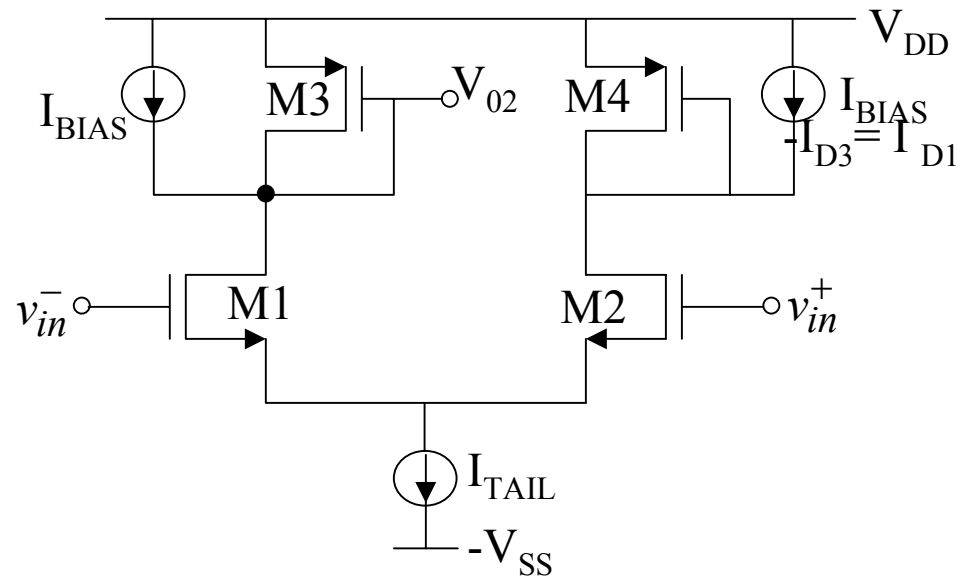 V_DD
I_BIAS
M3
V_02
M4
I_BIAS
-I_D3 = I_D1
v_in^-
M1
M2
v_in^+
I_TAIL
-V_SS